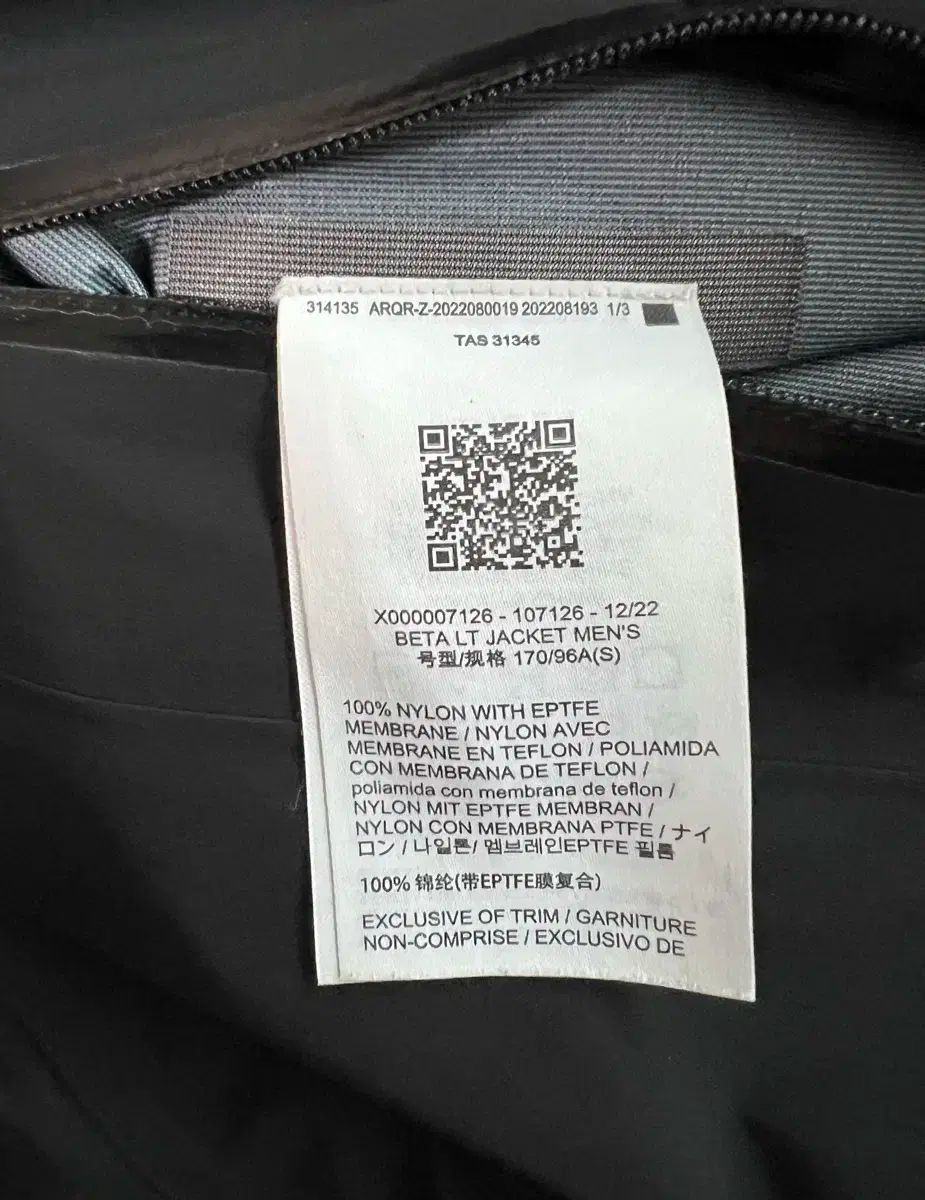 314135 ARQR-Z-2022080019 202208193 1/3
TAS 31345
X000007126 - 107126 - 12/22
BETA LT JACKET MEN'S
号型/规格 170/96A(S)
100% NYLON WITH EPTFE
MEMBRANE / NYLON AVEC
MEMBRANE EN TEFLON / POLIAMIDA
CON MEMBRANA DE TEFLON /
poliamida con membrana de teflon /
NYLON MIT EPTFE MEMBRAN /
NYLON CON MEMBRANA PTFE / ナイ
ロン / 나일론/ 멤브레인EPTFE 필름
100% 锦纶(带EPTFE膜复合)
EXCLUSIVE OF TRIM / GARNITURE
NON-COMPRISE / EXCLUSIVO DE